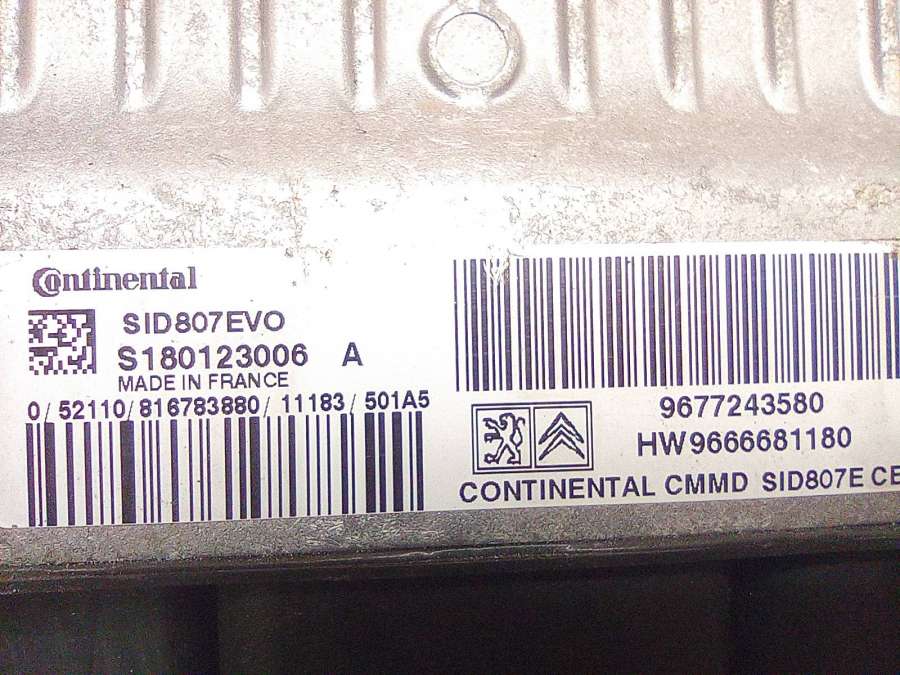 Continental
SID807EVO
S180123006 A
MADE IN FRANCE
0/52110/816783880/11183/501A5
9677243580
HW9666681180
CONTINENTAL CMMD SID807E CE